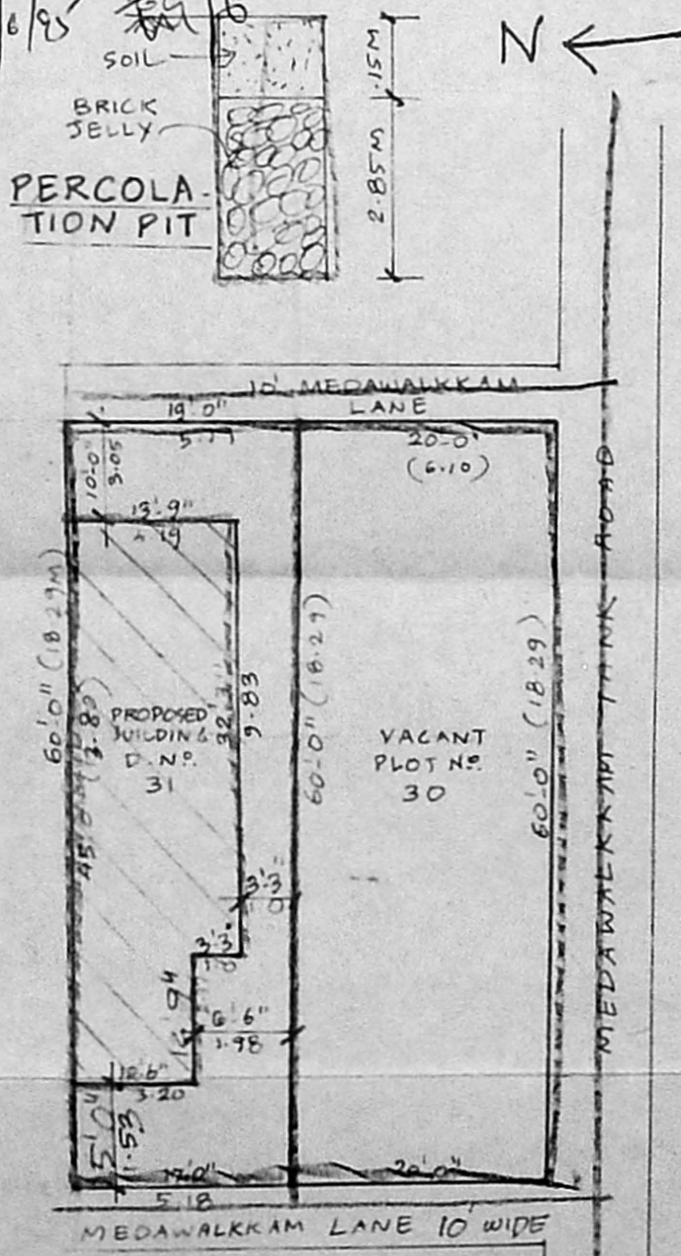 6/95
SOIL
.15M
BRICK
JELLY
2.85M
PERCOLA-
TION PIT
N
10' MEDAWALKKAM
LANE
19'0"
20-0"
(6.10)
10'-0"
3.05
13'-9"
4.19
60'-0" (18.29M)
PROPOSED
BUILDING
D.Nº.
31
32'3"
9.83
60'-0" (18.29)
VACANT
PLOT Nº.
30
60'-0" (18.29)
MEDAWALKKAM TANK ROAD
3'3"
3'3"
6'6"
1.98
3.20
5'0"
1.53
17'0"
20'0"
5.18
MEDAWALKKAM LANE 10 WIDE